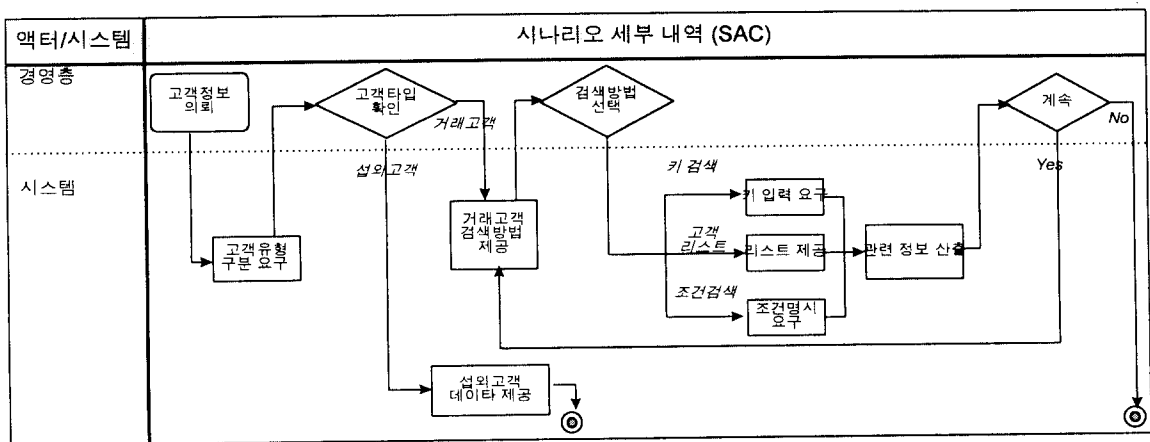 액터/시스템
시나리오 세부 내역 (SAC)
경영층
고객정보
의뢰
고객타입
확인
거래고객
검색방법
선택
계속
No
섭외고객
키 검색
Yes
시스템
고객유형
구분 요구
거래고객
검색방법
제공
키 입력 요구
고객
리스트
리스트 제공
관련 정보 산출
조건검색
조건명시
요구
섭외고객
데이타 제공